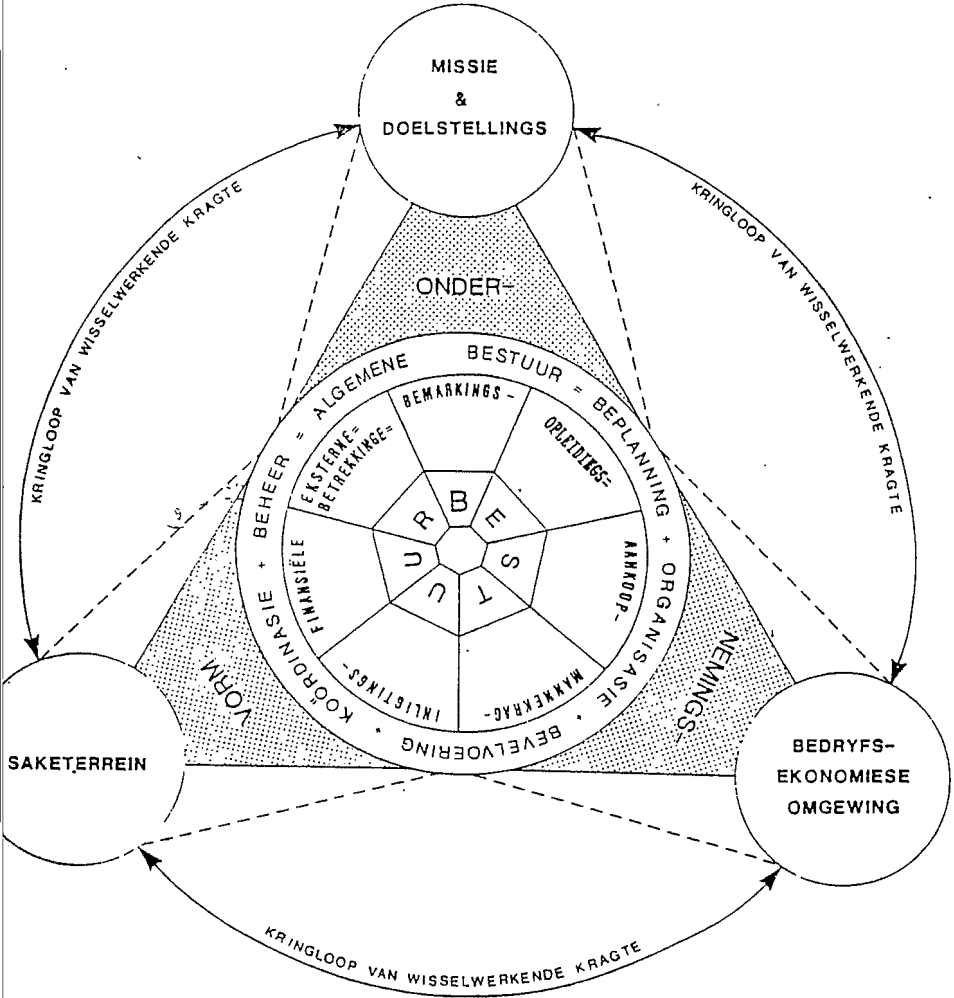 MISSIE
&
DOELSTELLINGS
KRINGLOOP VAN WISSELWERKENDE KRAGTE
KRINGLOOP VAN WISSELWERKENDE KRAGTE
ONDER-
ALGEMENE BESTUUR = BEPLANNING + ORGANISASIE + BEVELVOERING + KOÖRDINASIE + BEHEER =
BEMARKINGS-
OPLEIDINGS=
AANKOOP-
MANNEKRAG-
INLIGTINGS-
FINANSIËLE
EKSTERNE=
BETREKKINGE=
BESTUUR
NEMINGS-
VORM
SAKETERREIN
BEDRYFS-
EKONOMIESE
OMGEWING
KRINGLOOP VAN WISSELWERKENDE KRAGTE